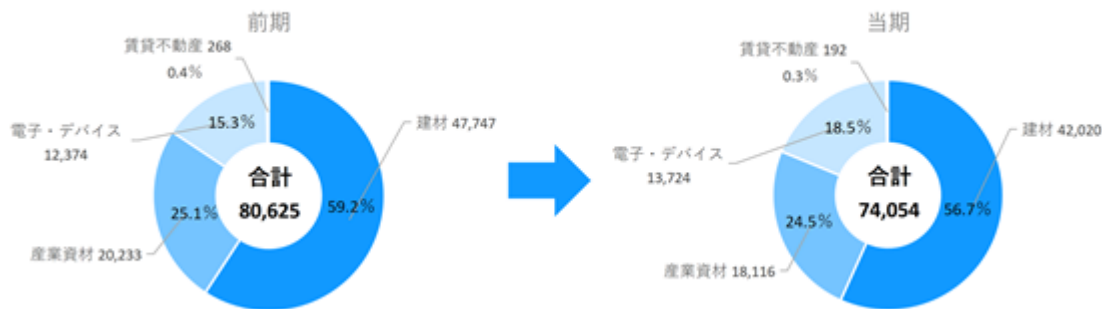 前期
賃貸不動産 268
0.4%
15.3%
電子・デバイス
12,374
建材 47,747
合計
80,625
59.2%
25.1%
産業資材 20,233
当期
賃貸不動産 192
0.3%
18.5%
電子・デバイス
13,724
建材 42,020
合計
74,054
56.7%
24.5%
産業資材 18,116